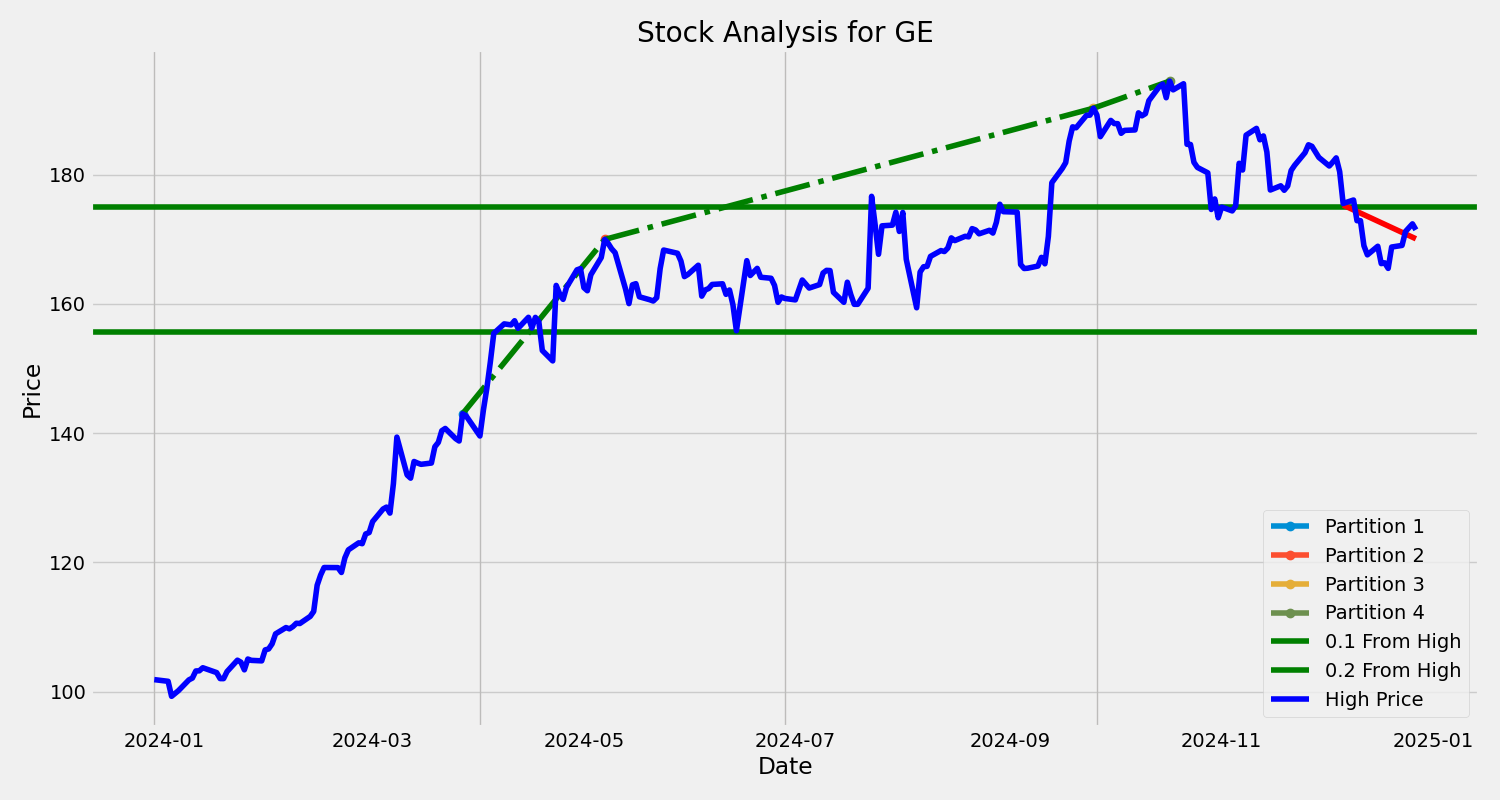 Stock Analysis for GE
Price
180
160
140
120
100
2024-01
2024-03
2024-05
2024-07
2024-09
2024-11
2025-01
Date
Partition 1
Partition 2
Partition 3
Partition 4
0.1 From High
0.2 From High
High Price